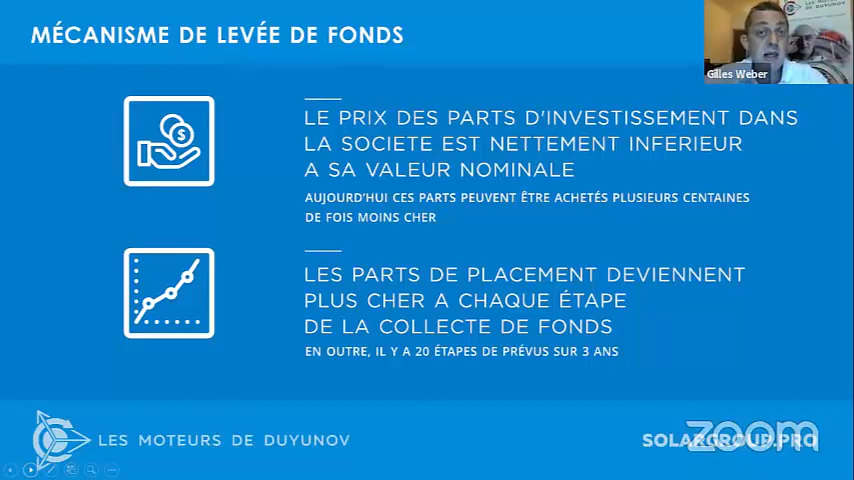 MÉCANISME DE LEVÉE DE FONDS
Gilles Weber
LE PRIX DES PARTS D'INVESTISSEMENT DANS
LA SOCIETE EST NETTEMENT INFERIEUR
A SA VALEUR NOMINALE
AUJOURD'HUI CES PARTS PEUVENT ÊTRE ACHETÉS PLUSIEURS CENTAINES
DE FOIS MOINS CHER
LES PARTS DE PLACEMENT DEVIENNENT
PLUS CHER A CHAQUE ÉTAPE
DE LA COLLECTE DE FONDS
EN OUTRE, IL Y A 20 ÉTAPES DE PRÉVUS SUR 3 ANS
LES MOTEURS DE DUYUNOV
SOLARGROUP.PRO
zoom